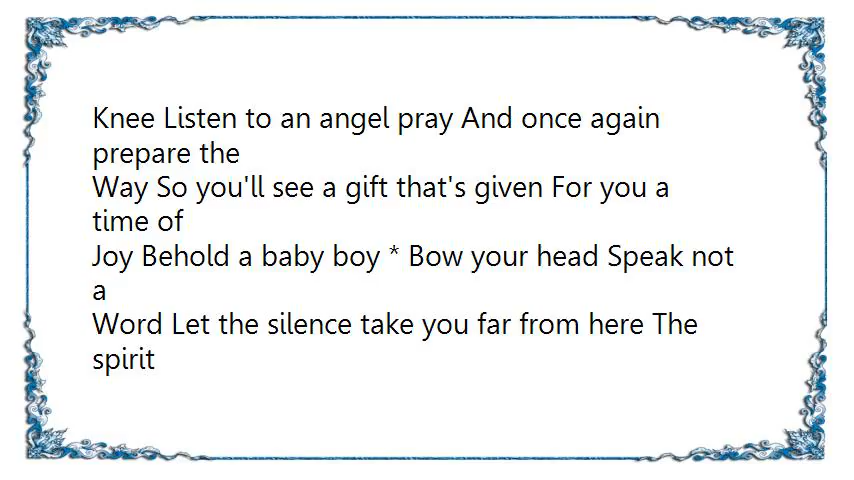 Knee Listen to an angel pray And once again
prepare the
Way So you'll see a gift that's given For you a
time of
Joy Behold a baby boy * Bow your head Speak not
a
Word Let the silence take you far from here The
spirit